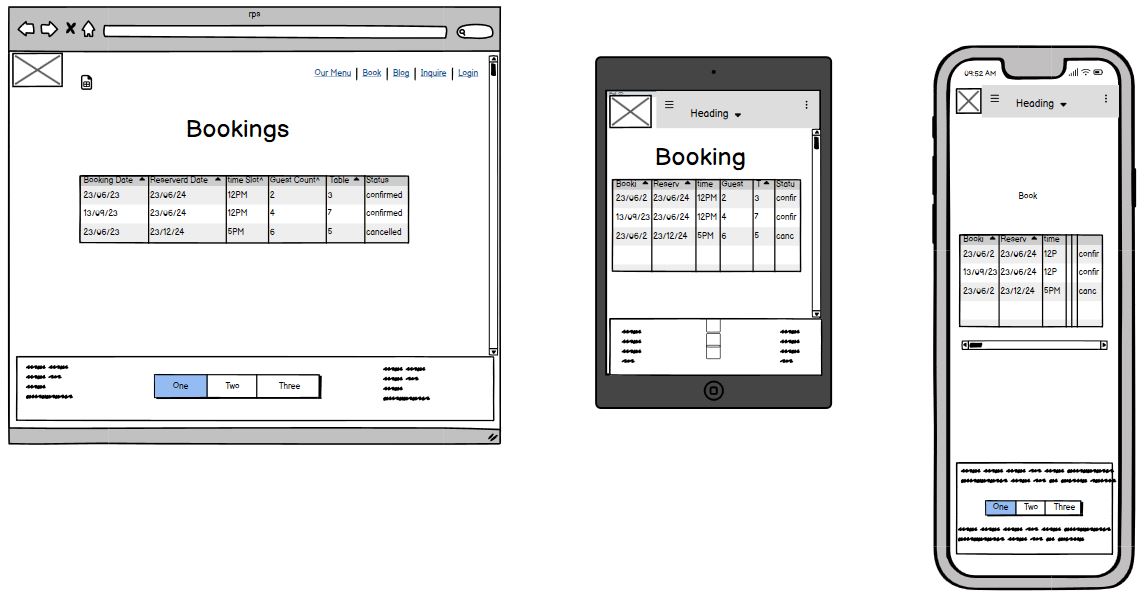 rps
Our Menu | Book | Blog | Inquire | Login
Bookings
Booking Date Reserverd Date time Slot^ Guest Count^ Table Status
23/06/23 23/06/24 12PM 2 3 confirmed
13/09/23 23/06/24 12PM 4 7 confirmed
23/06/23 23/12/24 5PM 6 5 cancelled
One Two Three
Heading
Booking
Booki Reserv time Guest T Statu
23/06/2 23/06/24 12PM 2 3 confir
13/09/23 23/06/24 12PM 4 7 confir
23/06/2 23/12/24 5PM 6 5 canc
09:52 AM
Heading
Book
Booki Reserv time
23/06/2 23/06/24 12P confir
13/09/23 23/06/24 12P confir
23/06/2 23/12/24 5PM canc
One Two Three